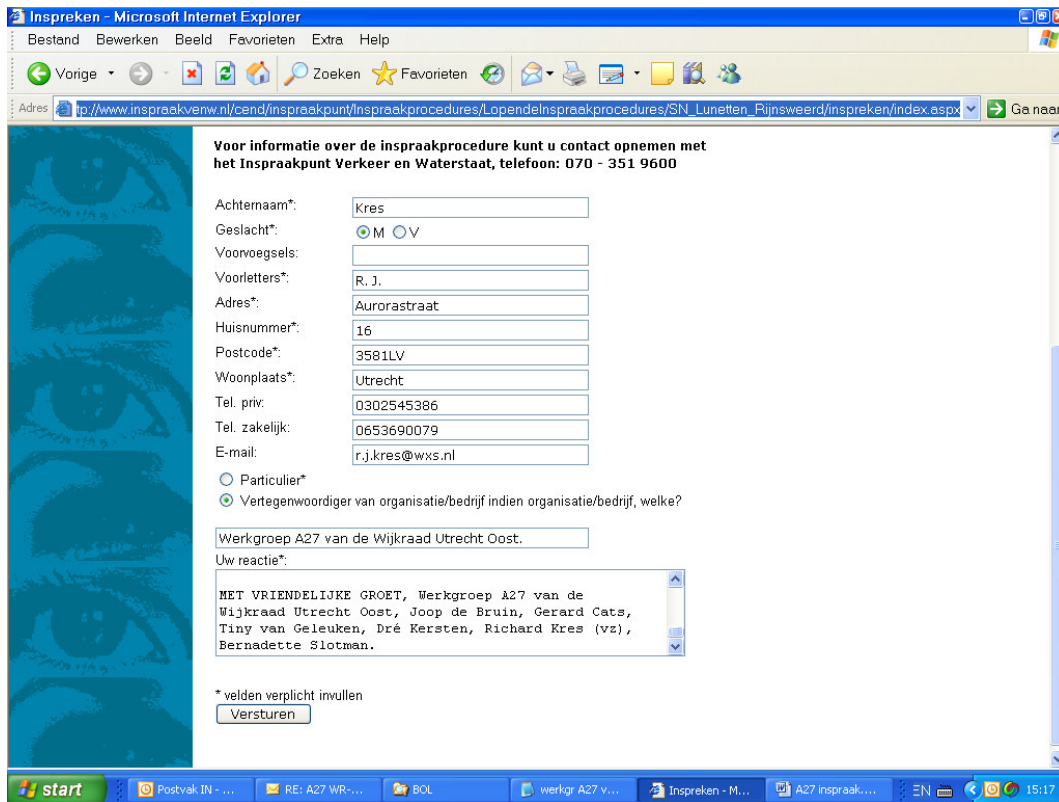 Inspreken - Microsoft Internet Explorer
Bestand Bewerken Beeld Favorieten Extra Help
Vorige Zoeken Favorieten
Adres tp://www.inspraakvenw.nl/cend/inspraakpunt/Inspraakprocedures/LopendeInspraakprocedures/SN_Lunetten_Rijnsweerd/inspreken/index.aspx Ga naar
Voor informatie over de inspraakprocedure kunt u contact opnemen met
het Inspraakpunt Verkeer en Waterstaat, telefoon: 070 - 351 9600
Achternaam*: Kres
Geslacht*: M V
Voorvoegsels:
Voorletters*: R. J.
Adres*: Aurorastraat
Huisnummer*: 16
Postcode*: 3581LV
Woonplaats*: Utrecht
Tel. priv: 0302545386
Tel. zakelijk: 0653690079
E-mail: r.j.kres@wxs.nl
Particulier*
Vertegenwoordiger van organisatie/bedrijf indien organisatie/bedrijf, welke?
Werkgroep A27 van de Wijkraad Utrecht Oost.
Uw reactie*:
MET VRIENDELIJKE GROET, Werkgroep A27 van de
Wijkraad Utrecht Oost, Joop de Bruin, Gerard Cats,
Tiny van Geleuken, Dré Kersten, Richard Kres (vz),
Bernadette Slotman.
* velden verplicht invullen
Versturen
start Postvak IN - ... RE: A27 WR-... BOL werkgr A27 v... Inspreken - M... A27 inspraak.... EN 15:17